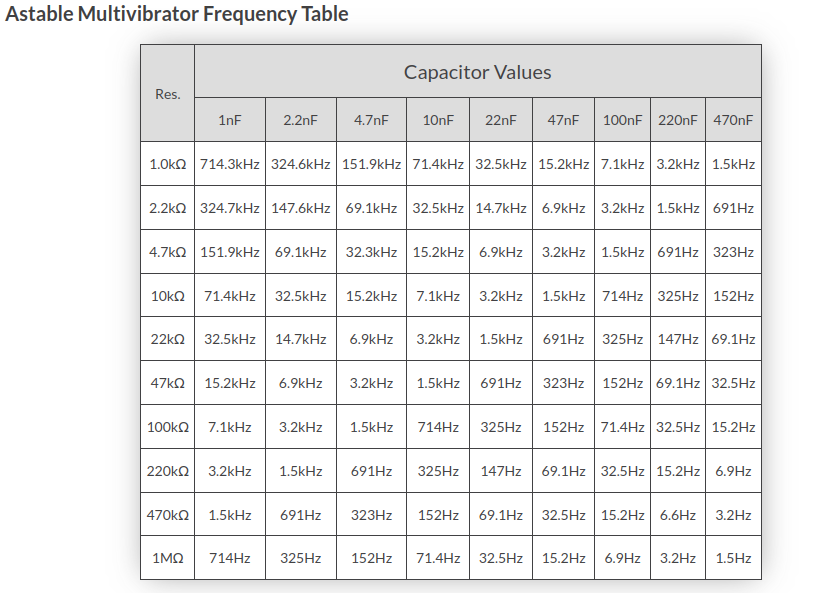 Astable Multivibrator Frequency Table
Res. Capacitor Values
1nF 2.2nF 4.7nF 10nF 22nF 47nF 100nF 220nF 470nF
1.0kΩ 714.3kHz 324.6kHz 151.9kHz 71.4kHz 32.5kHz 15.2kHz 7.1kHz 3.2kHz 1.5kHz
2.2kΩ 324.7kHz 147.6kHz 69.1kHz 32.5kHz 14.7kHz 6.9kHz 3.2kHz 1.5kHz 691Hz
4.7kΩ 151.9kHz 69.1kHz 32.3kHz 15.2kHz 6.9kHz 3.2kHz 1.5kHz 691Hz 323Hz
10kΩ 71.4kHz 32.5kHz 15.2kHz 7.1kHz 3.2kHz 1.5kHz 714Hz 325Hz 152Hz
22kΩ 32.5kHz 14.7kHz 6.9kHz 3.2kHz 1.5kHz 691Hz 325Hz 147Hz 69.1Hz
47kΩ 15.2kHz 6.9kHz 3.2kHz 1.5kHz 691Hz 323Hz 152Hz 69.1Hz 32.5Hz
100kΩ 7.1kHz 3.2kHz 1.5kHz 714Hz 325Hz 152Hz 71.4Hz 32.5Hz 15.2Hz
220kΩ 3.2kHz 1.5kHz 691Hz 325Hz 147Hz 69.1Hz 32.5Hz 15.2Hz 6.9Hz
470kΩ 1.5kHz 691Hz 323Hz 152Hz 69.1Hz 32.5Hz 15.2Hz 6.6Hz 3.2Hz
1MΩ 714Hz 325Hz 152Hz 71.4Hz 32.5Hz 15.2Hz 6.9Hz 3.2Hz 1.5Hz